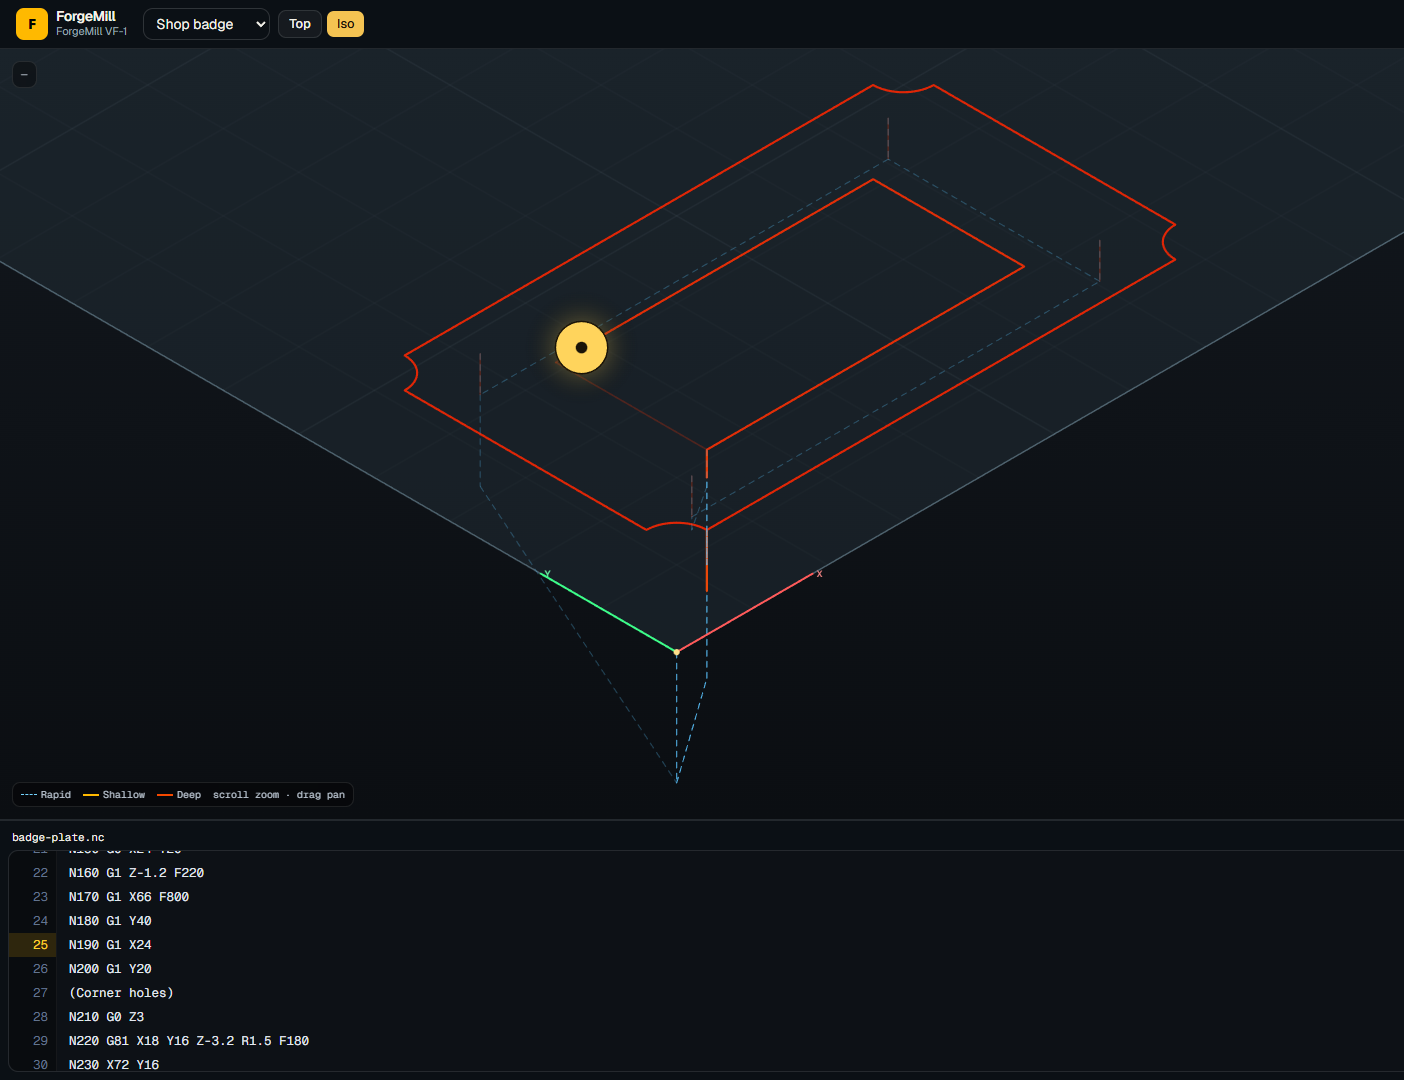 F
ForgeMill
ForgeMill VF-1
Shop badge
Top
Iso
−
Y
X
Rapid
Shallow
Deep
scroll zoom · drag pan
badge-plate.nc
22 N160 G1 Z-1.2 F220
23 N170 G1 X66 F800
24 N180 G1 Y40
25 N190 G1 X24
26 N200 G1 Y20
27 (Corner holes)
28 N210 G0 Z3
29 N220 G81 X18 Y16 Z-3.2 R1.5 F180
30 N230 X72 Y16